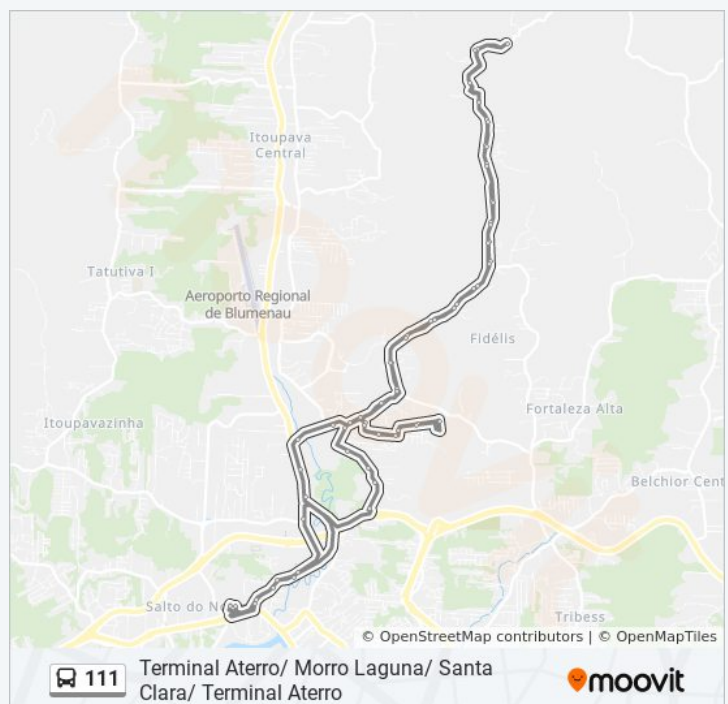 Itoupava
Central
Tatutiva I
Aeroporto Regional
de Blumenau
Fidélis
Itoupavazinha
Fortaleza Alta
Belchior Cent
Salto do No
Tribess
© OpenStreetMap contributors | © OpenMapTiles
111
Terminal Aterro/ Morro Laguna/ Santa
Clara/ Terminal Aterro
moovit